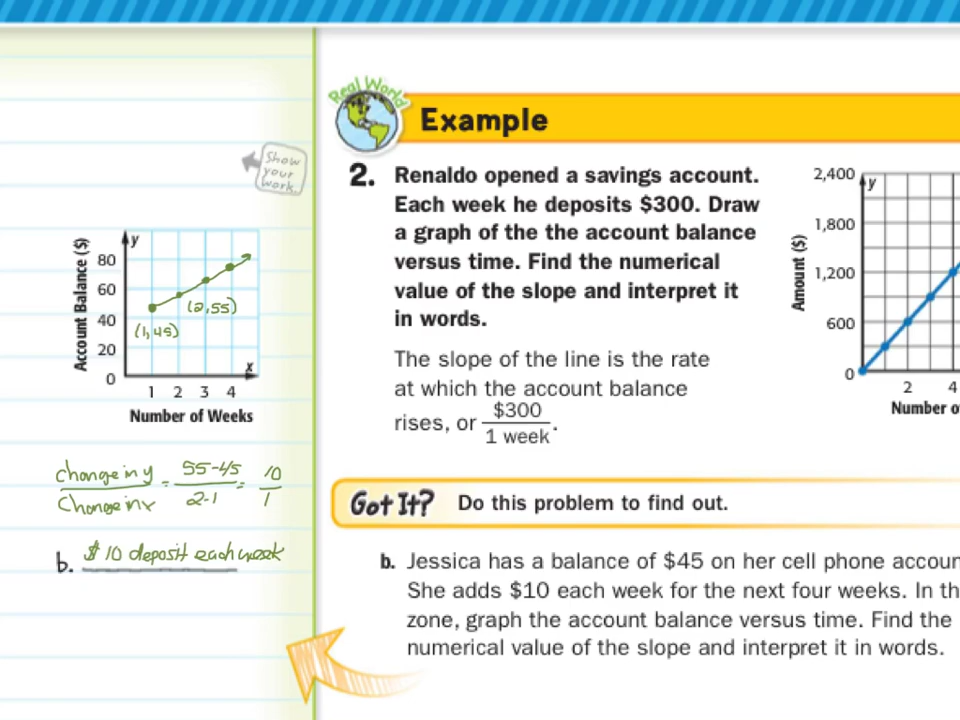 Show
your
work.
Account Balance ($)
y
80
60
40
20
0
(2,55)
(1,45)
x
1 2 3 4
Number of Weeks
change in y / Change in x = 55-45 / 2-1 = 10 / 1
b. $10 deposit each week
Real World
Example
2. Renaldo opened a savings account.
Each week he deposits $300. Draw
a graph of the the account balance
versus time. Find the numerical
value of the slope and interpret it
in words.
The slope of the line is the rate
at which the account balance
rises, or $300 / 1 week.
Amount ($)
2,400
1,800
1,200
600
0
y
2 4
Number o
Got It? Do this problem to find out.
b. Jessica has a balance of $45 on her cell phone accoun
She adds $10 each week for the next four weeks. In th
zone, graph the account balance versus time. Find the
numerical value of the slope and interpret it in words.